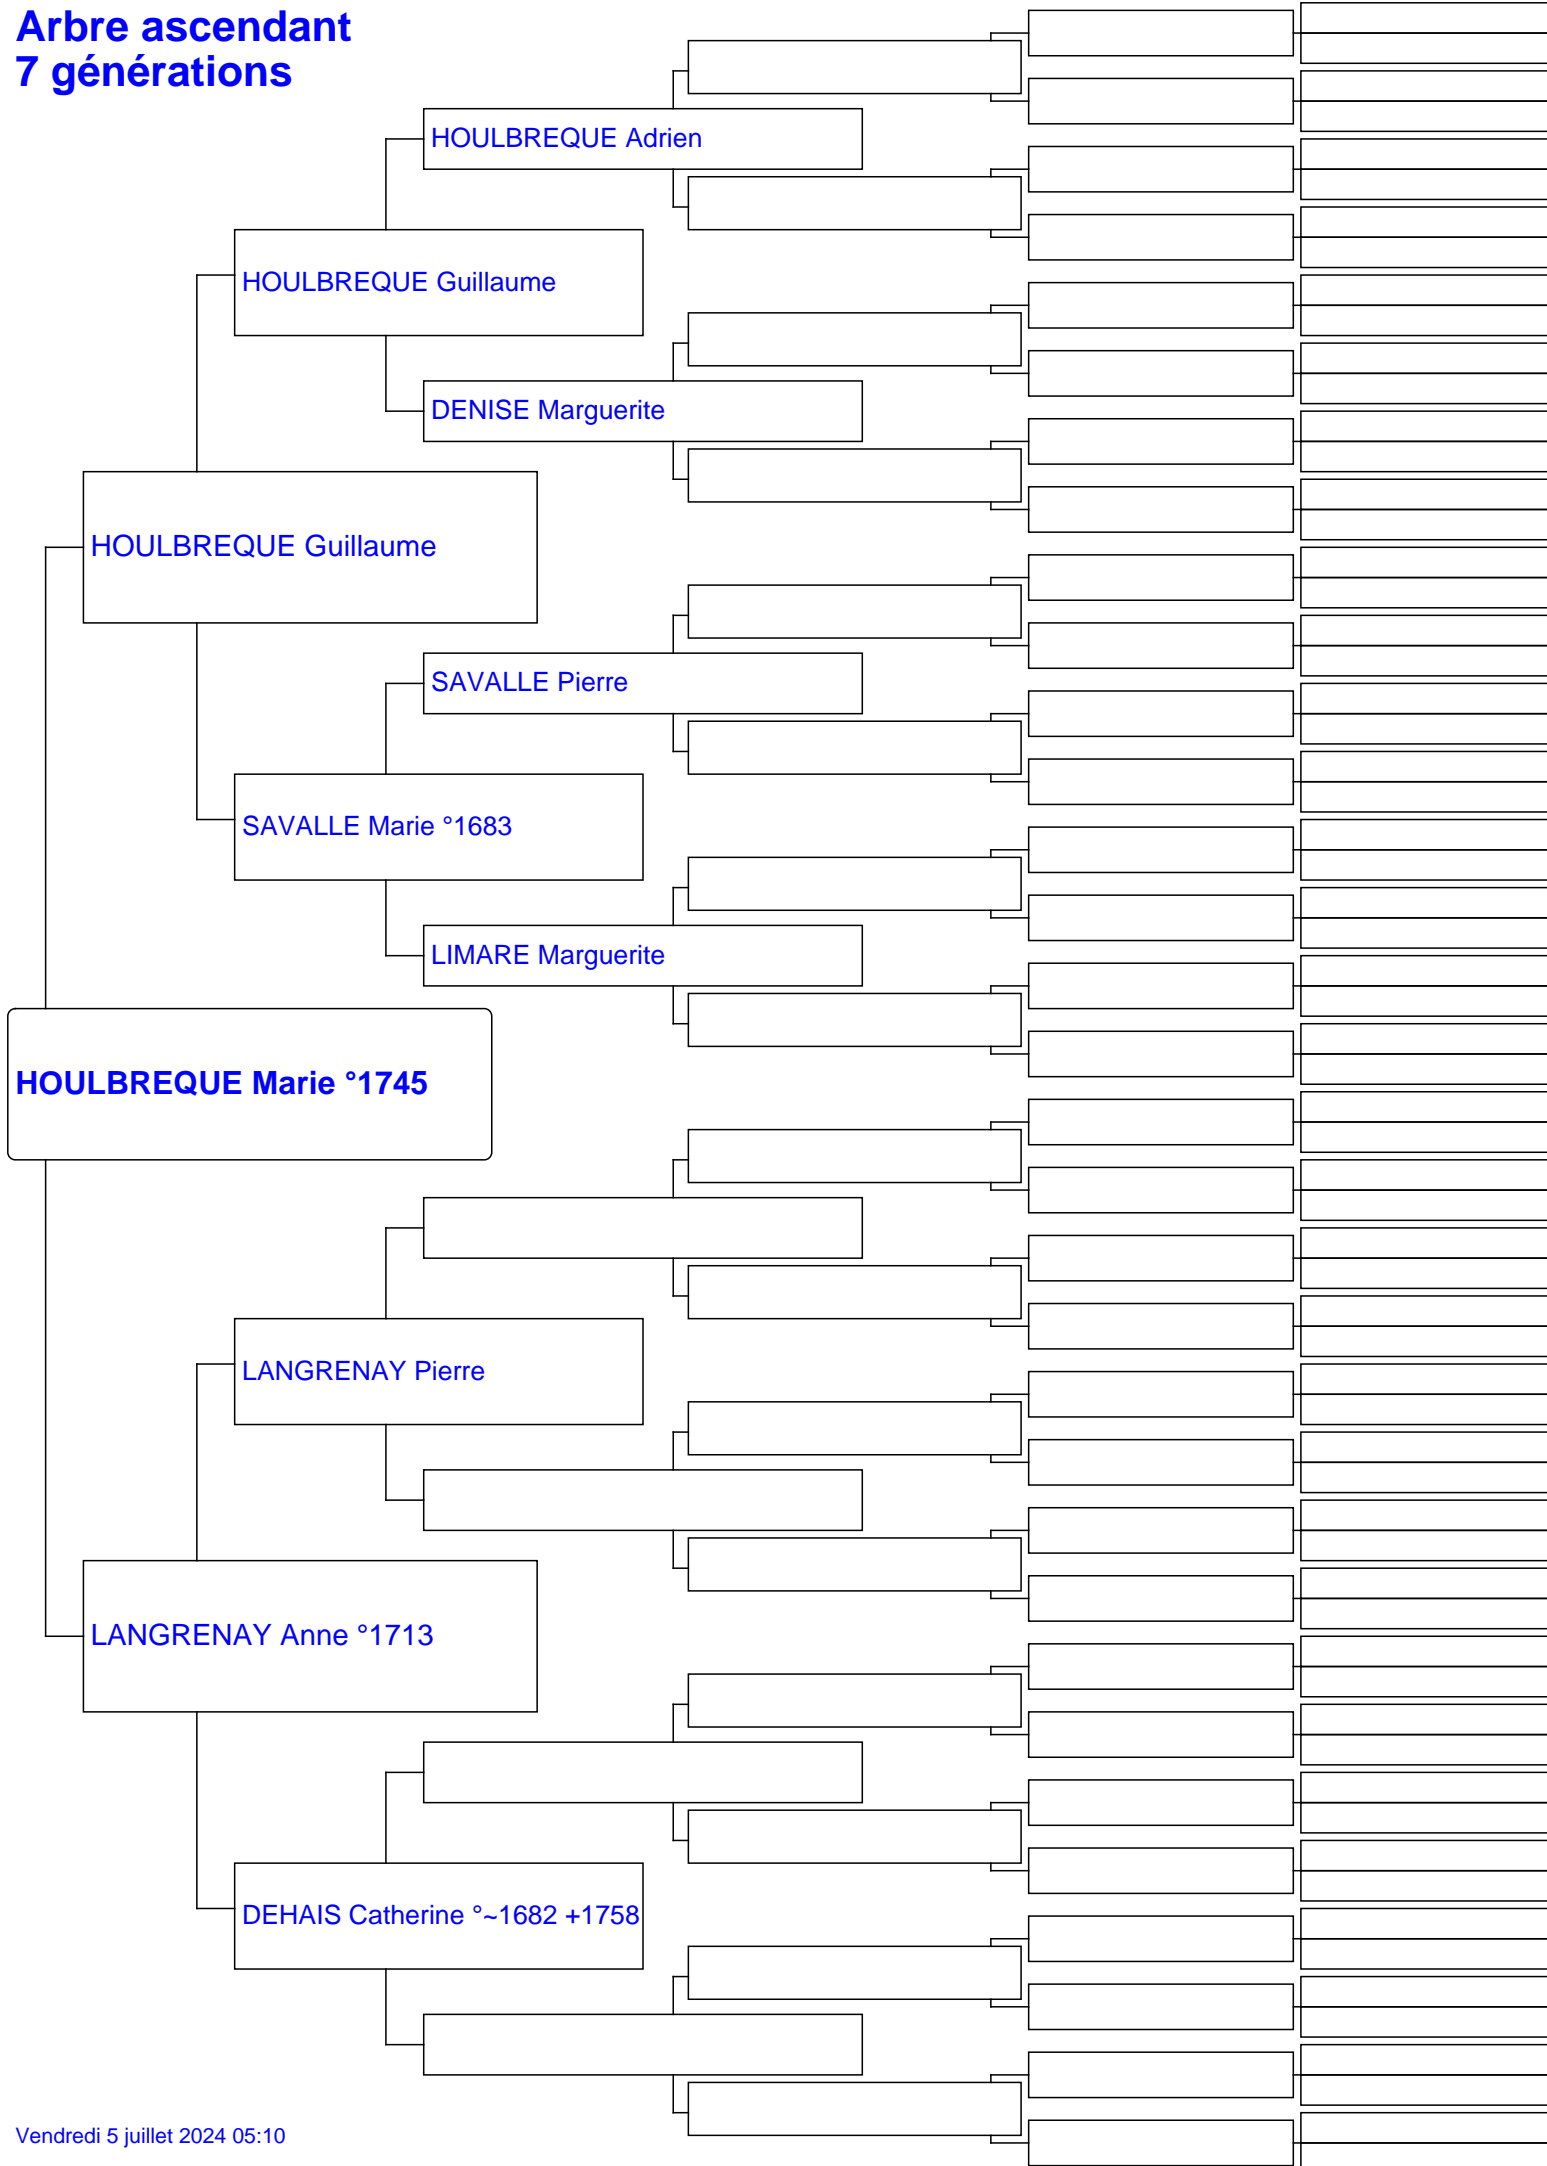 Arbre ascendant
7 générations
HOULBREQUE Adrien
HOULBREQUE Guillaume
DENISE Marguerite
HOULBREQUE Guillaume
SAVALLE Pierre
SAVALLE Marie °1683
LIMARE Marguerite
HOULBREQUE Marie °1745
LANGRENAY Pierre
LANGRENAY Anne °1713
DEHAIS Catherine °~1682 +1758
Vendredi 5 juillet 2024 05:10